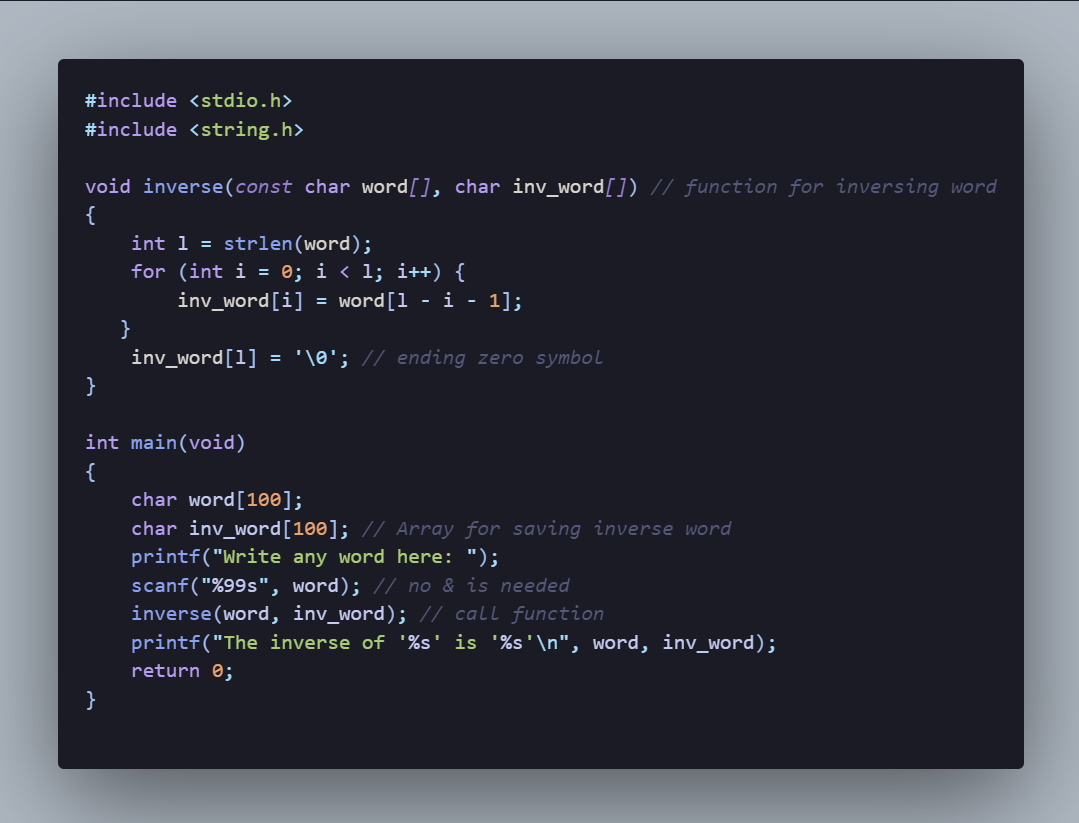 #include <stdio.h>
#include <string.h>

void inverse(const char word[], char inv_word[]) // function for inversing word
{
    int l = strlen(word);
    for (int i = 0; i < l; i++) {
        inv_word[i] = word[l - i - 1];
   }
    inv_word[l] = '\0'; // ending zero symbol
}

int main(void)
{
    char word[100];
    char inv_word[100]; // Array for saving inverse word
    printf("Write any word here: ");
    scanf("%99s", word); // no & is needed
    inverse(word, inv_word); // call function
    printf("The inverse of '%s' is '%s'\n", word, inv_word);
    return 0;
}